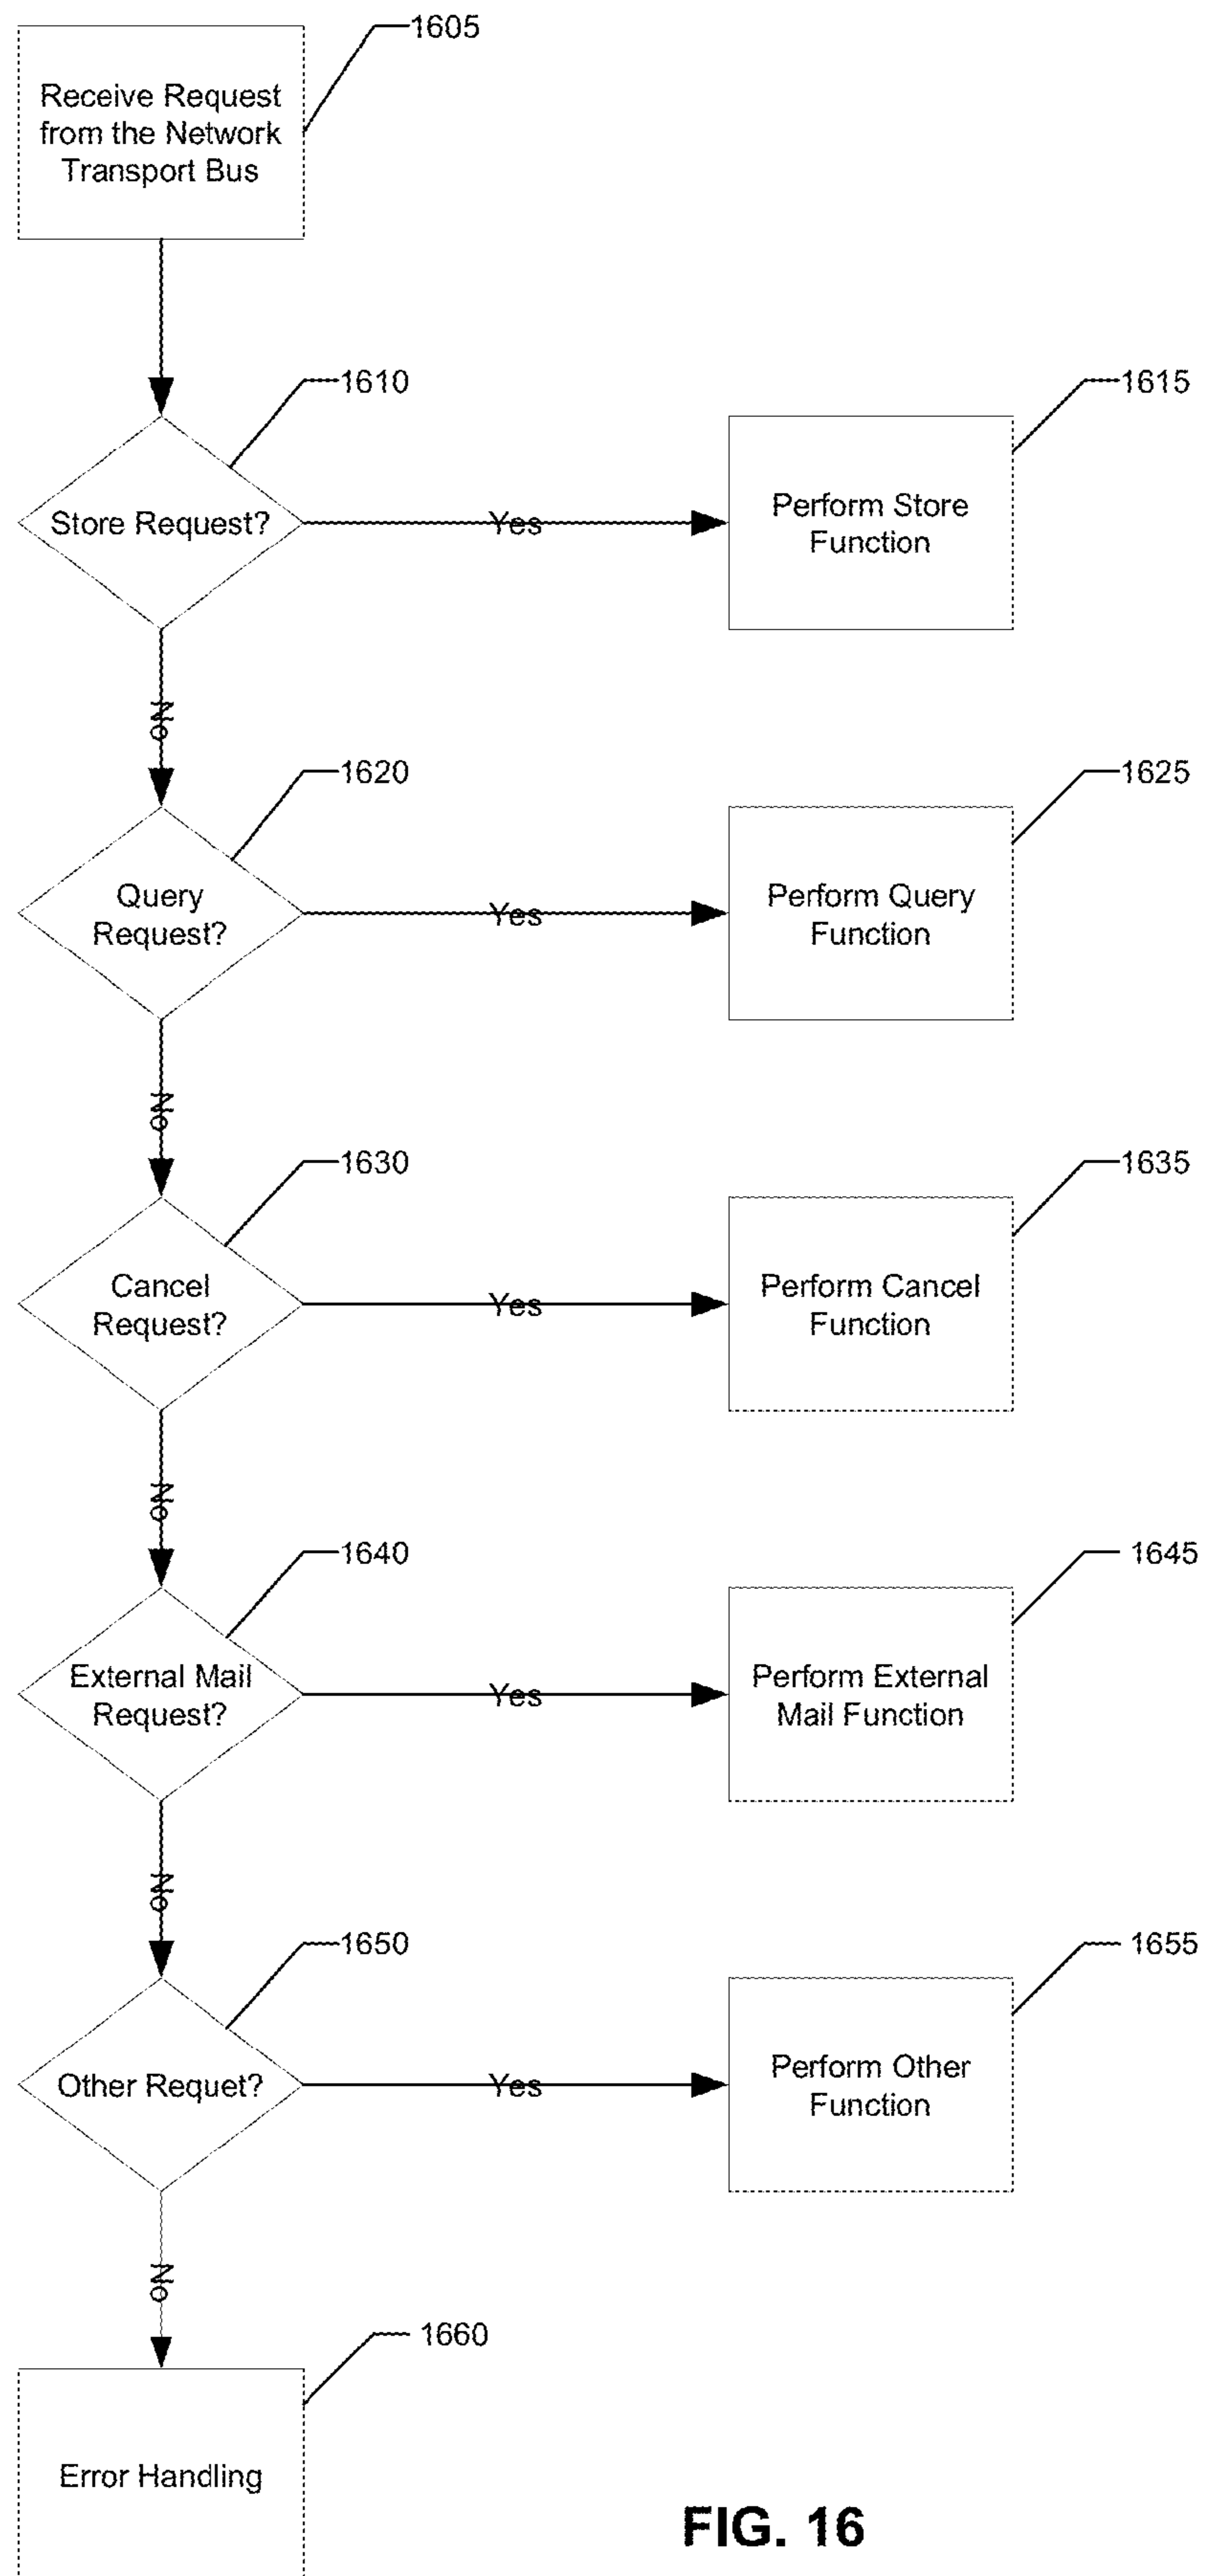 1605
Receive Request
from the Network
Transport Bus
1610
1615
Store Request?
Yes
Perform Store
Function
No
1620
1625
Query
Request?
Yes
Perform Query
Function
No
1630
1635
Cancel
Request?
Yes
Perform Cancel
Function
No
1640
1645
External Mail
Request?
Yes
Perform External
Mail Function
No
1650
1655
Other Requet?
Yes
Perform Other
Function
No
1660
Error Handling
FIG. 16